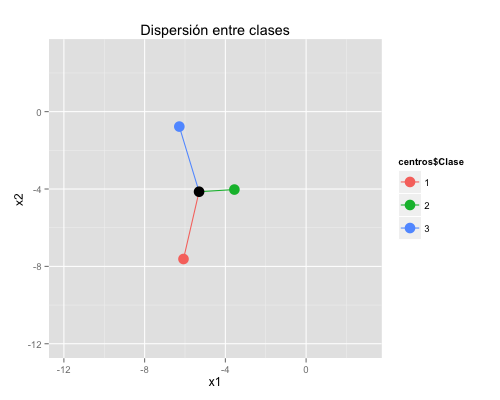 Dispersión entre clases
x2
0
-4
-8
-12
-12 -8 -4 0
x1
centros$Clase
1
2
3